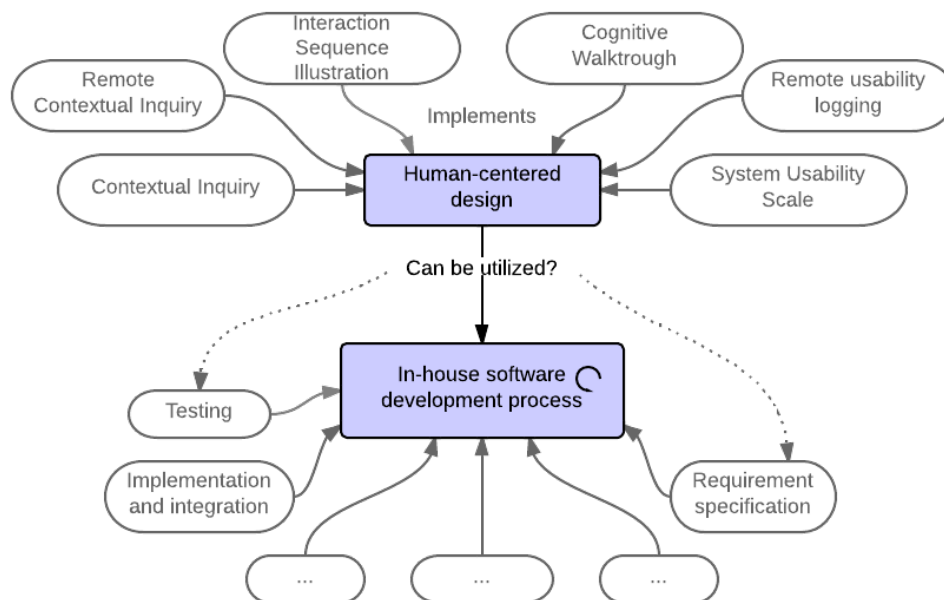 Interaction
Sequence
Illustration
Cognitive
Walktrough
Remote
Contextual Inquiry
Remote usability
logging
Implements
Contextual Inquiry
Human-centered
design
System Usability
Scale
Can be utilized?
In-house software
development process
Testing
Implementation
and integration
Requirement
specification
...
...
...